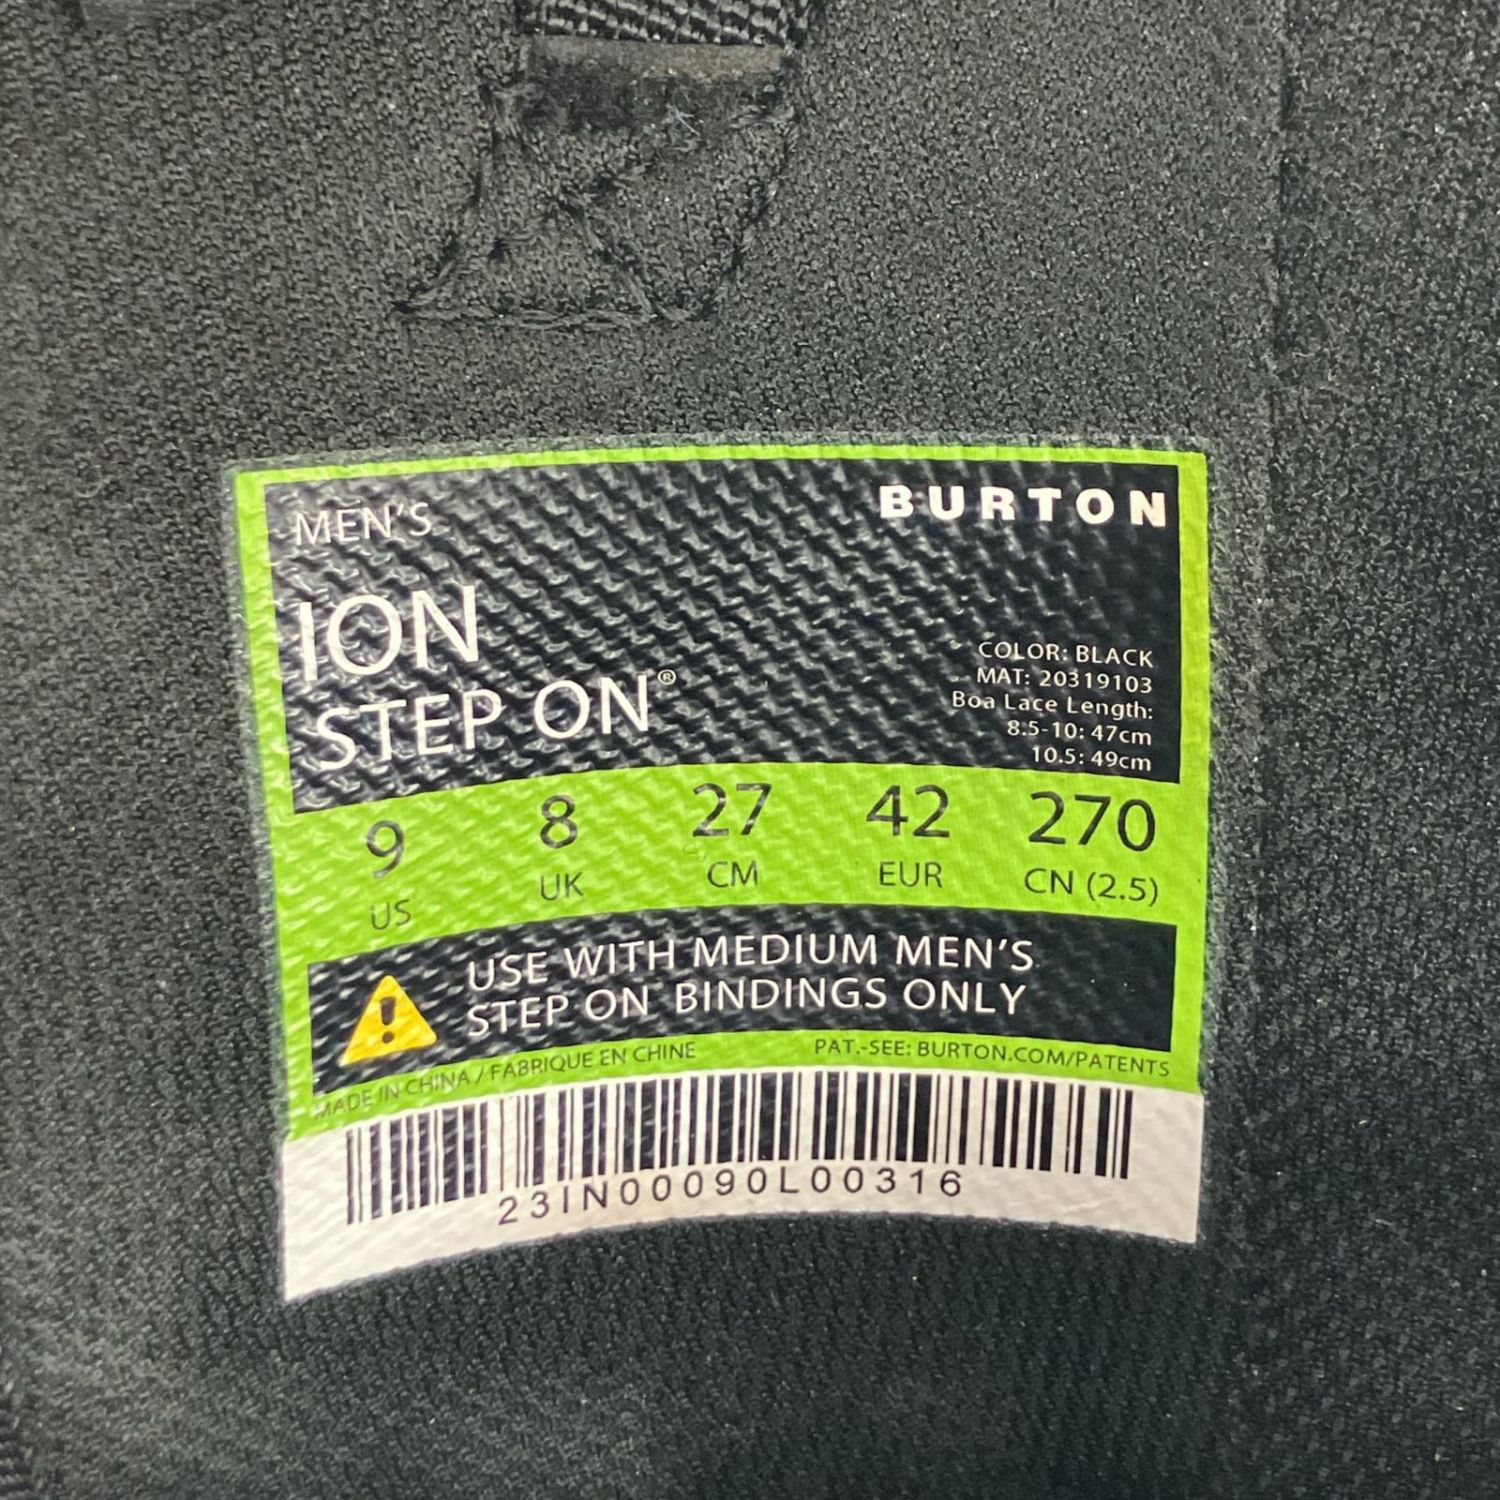 MEN'S
BURTON
ION
STEP ON®
COLOR: BLACK
MAT: 20319103
Boa Lace Length:
8.5-10: 47cm
10.5: 49cm
9 8 27 42 270
US UK CM EUR CN (2.5)
USE WITH MEDIUM MEN'S
STEP ON® BINDINGS ONLY
MADE IN CHINA / FABRIQUE EN CHINE
PAT.-SEE: BURTON.COM/PATENTS
23IN00090L00316